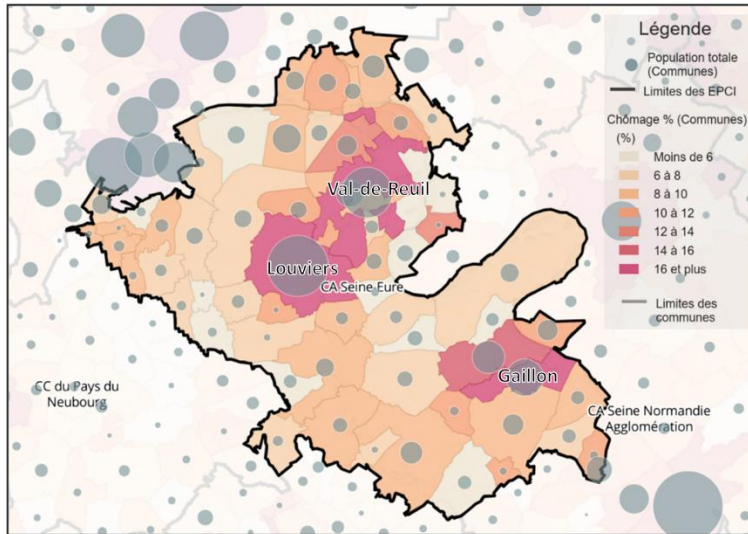 Légende
Population totale
(Communes)
Limites des EPCI
Chômage % (Communes)
(%)
Moins de 6
6 à 8
8 à 10
10 à 12
12 à 14
14 à 16
16 et plus
Limites des
communes
Val-de-Reuil
Louviers
CA Seine Eure
Gaillon
CC du Pays du
Neubourg
CA Seine Normandie
Agglomération